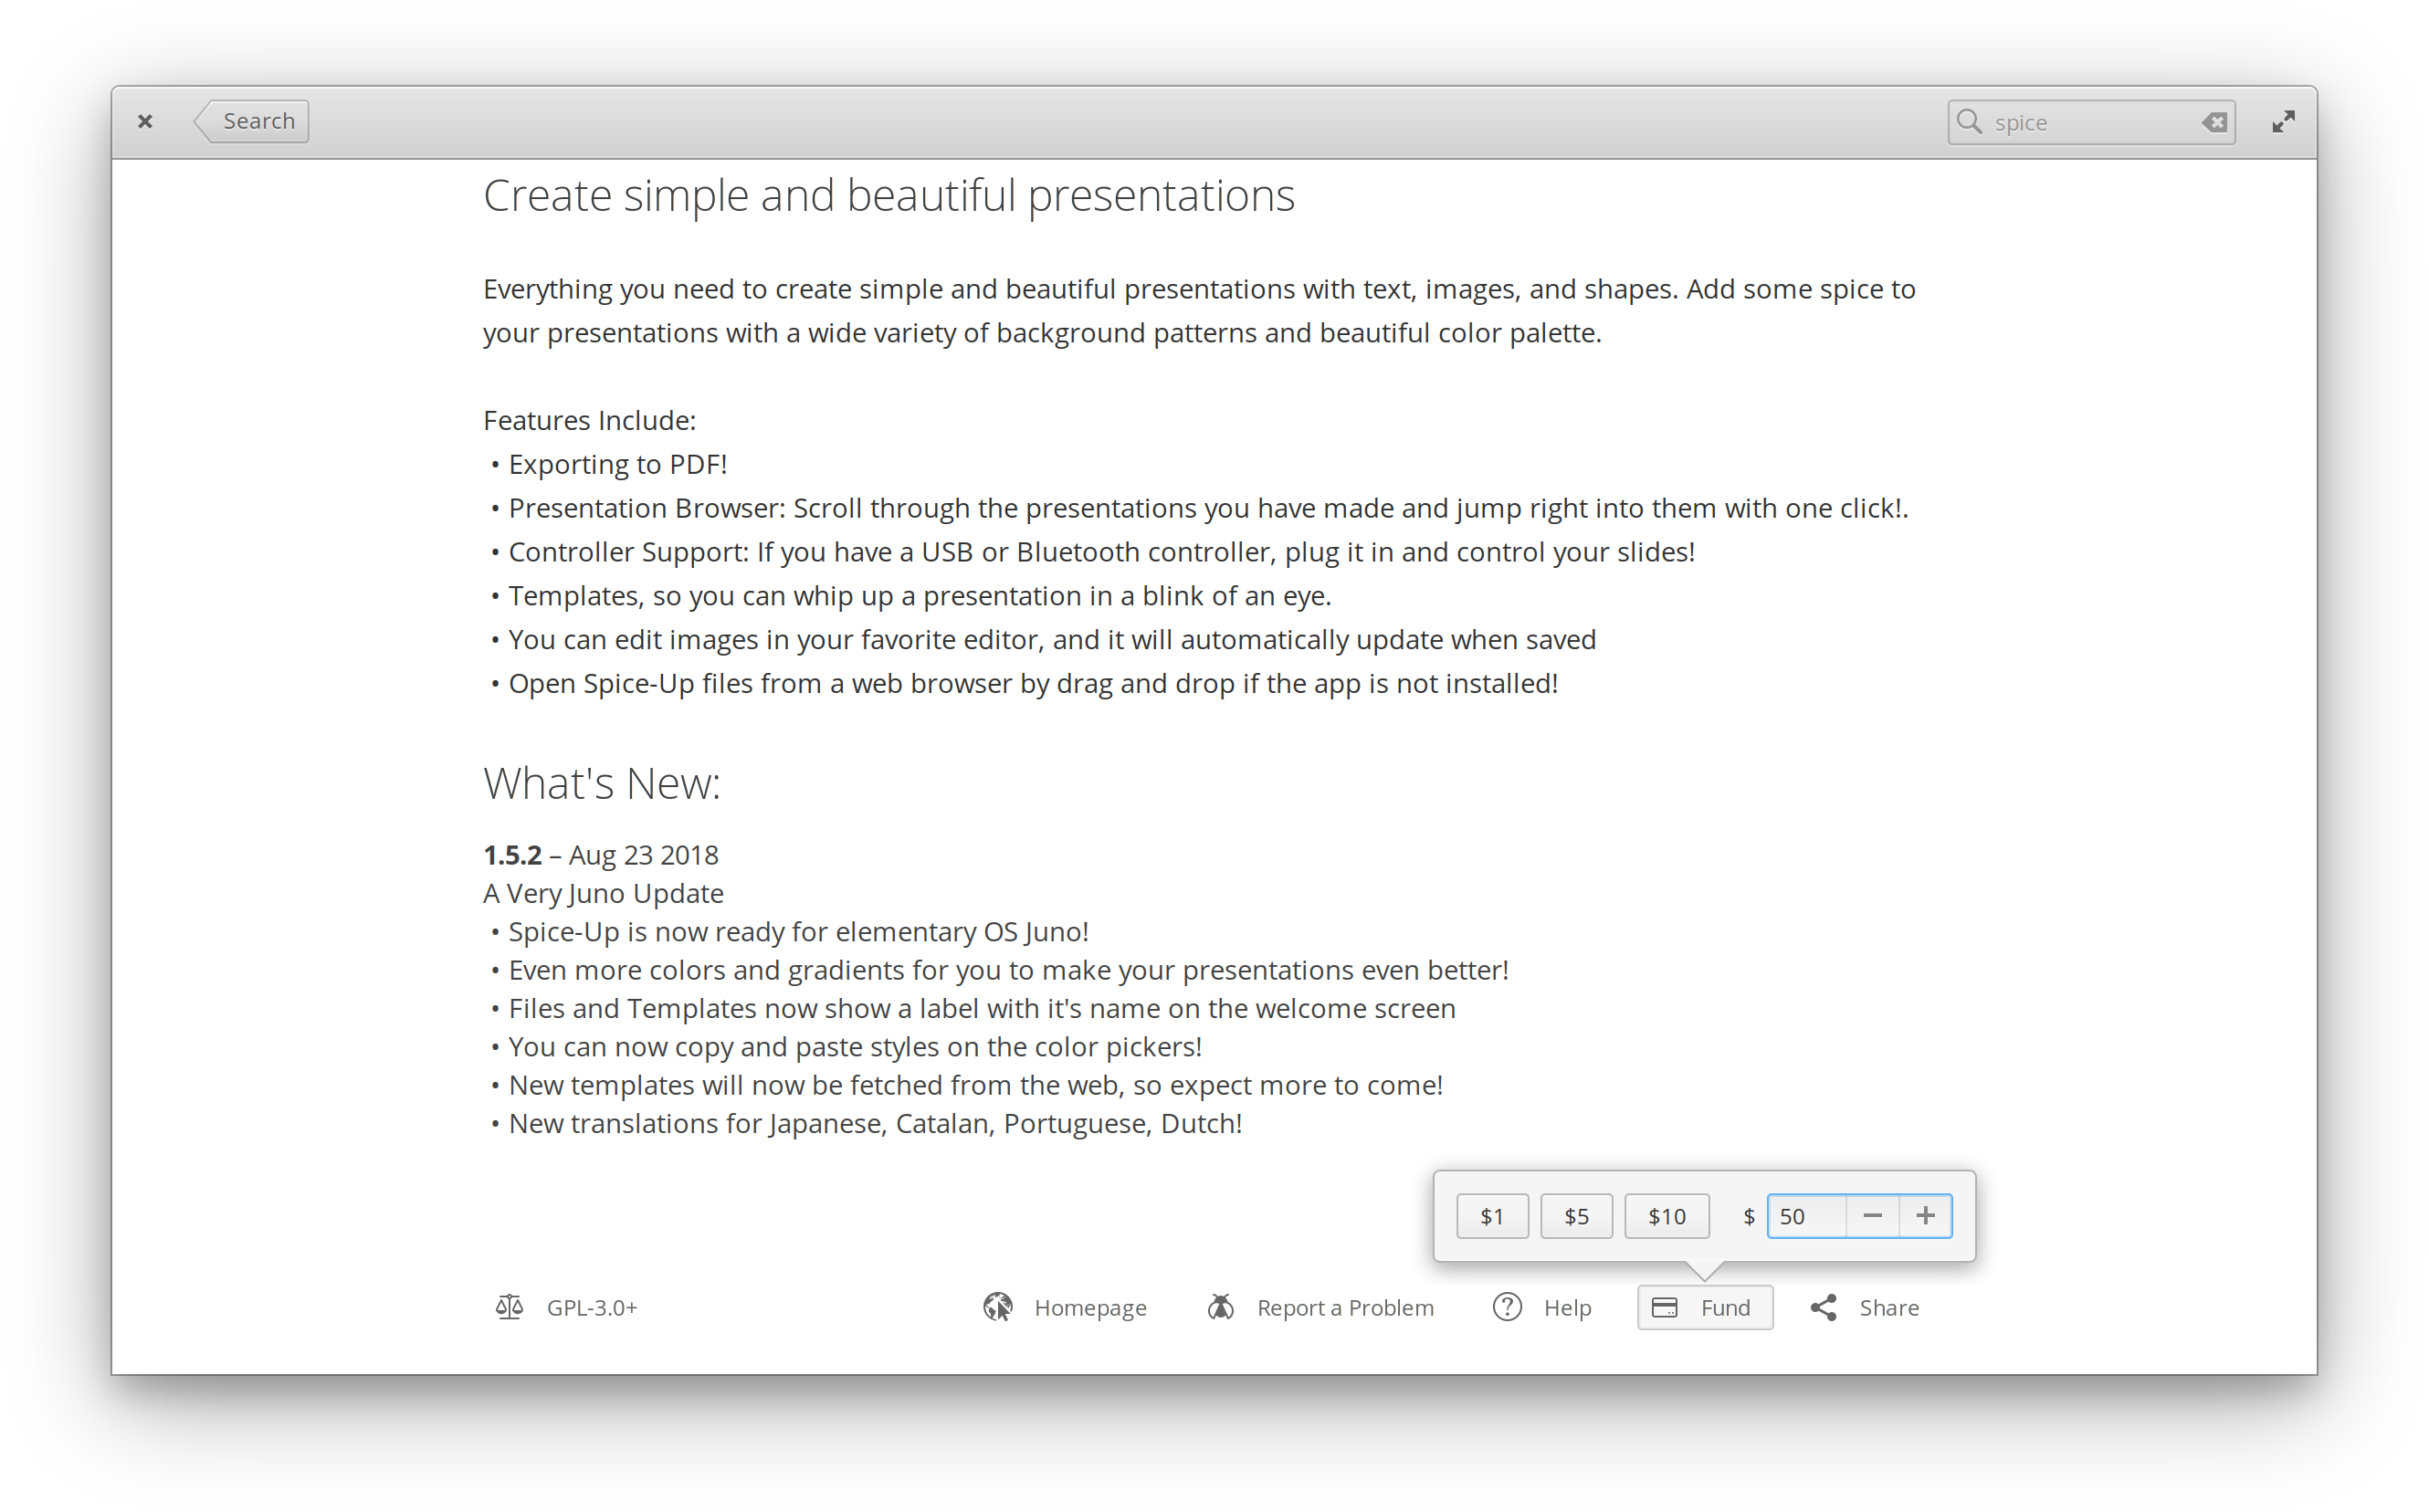 Search
spice
Create simple and beautiful presentations
Everything you need to create simple and beautiful presentations with text, images, and shapes. Add some spice to
your presentations with a wide variety of background patterns and beautiful color palette.
Features Include:
• Exporting to PDF!
• Presentation Browser: Scroll through the presentations you have made and jump right into them with one click!.
• Controller Support: If you have a USB or Bluetooth controller, plug it in and control your slides!
• Templates, so you can whip up a presentation in a blink of an eye.
• You can edit images in your favorite editor, and it will automatically update when saved
• Open Spice-Up files from a web browser by drag and drop if the app is not installed!
What's New:
1.5.2 – Aug 23 2018
A Very Juno Update
• Spice-Up is now ready for elementary OS Juno!
• Even more colors and gradients for you to make your presentations even better!
• Files and Templates now show a label with it's name on the welcome screen
• You can now copy and paste styles on the color pickers!
• New templates will now be fetched from the web, so expect more to come!
• New translations for Japanese, Catalan, Portuguese, Dutch!
$1 $5 $10 $ 50 − +
GPL-3.0+ Homepage Report a Problem Help Fund Share